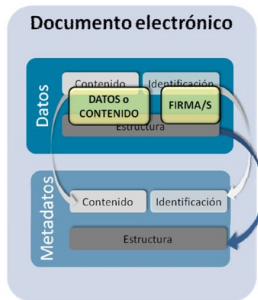 Documento electrónico
Datos
Contenido
Identificación
DATOS o
CONTENIDO
FIRMA/S
Estructura
Metadatos
Contenido
Identificación
Estructura